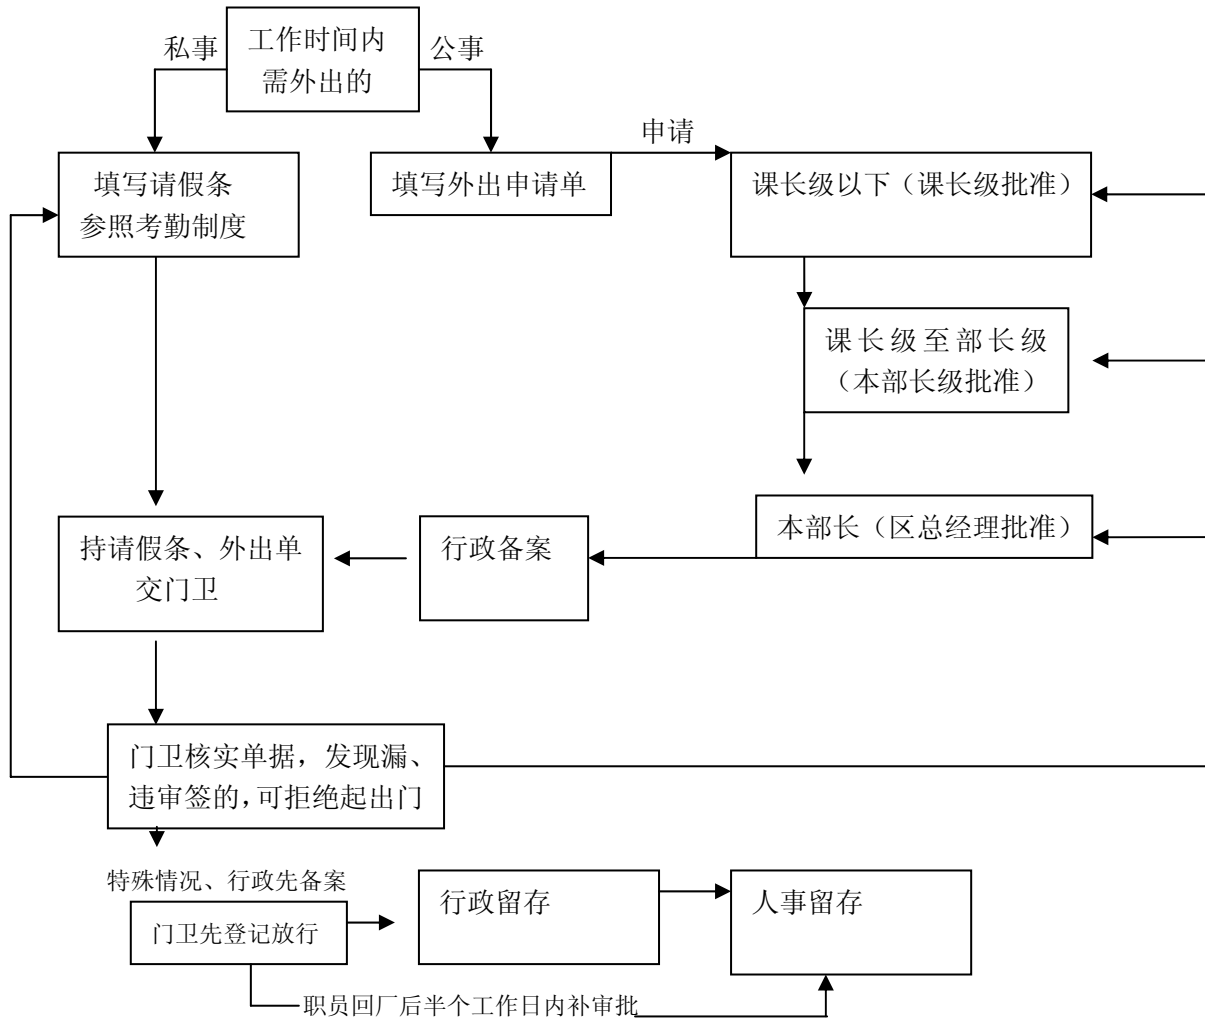 私事
工作时间内
需外出的
公事
申请
填写请假条
参照考勤制度
填写外出申请单
课长级以下（课长级批准）
课长级至部长级
（本部长级批准）
本部长（区总经理批准）
行政备案
持请假条、外出单
交门卫
门卫核实单据，发现漏、
违审签的，可拒绝起出门
特殊情况、行政先备案
门卫先登记放行
行政留存
人事留存
职员回厂后半个工作日内补审批